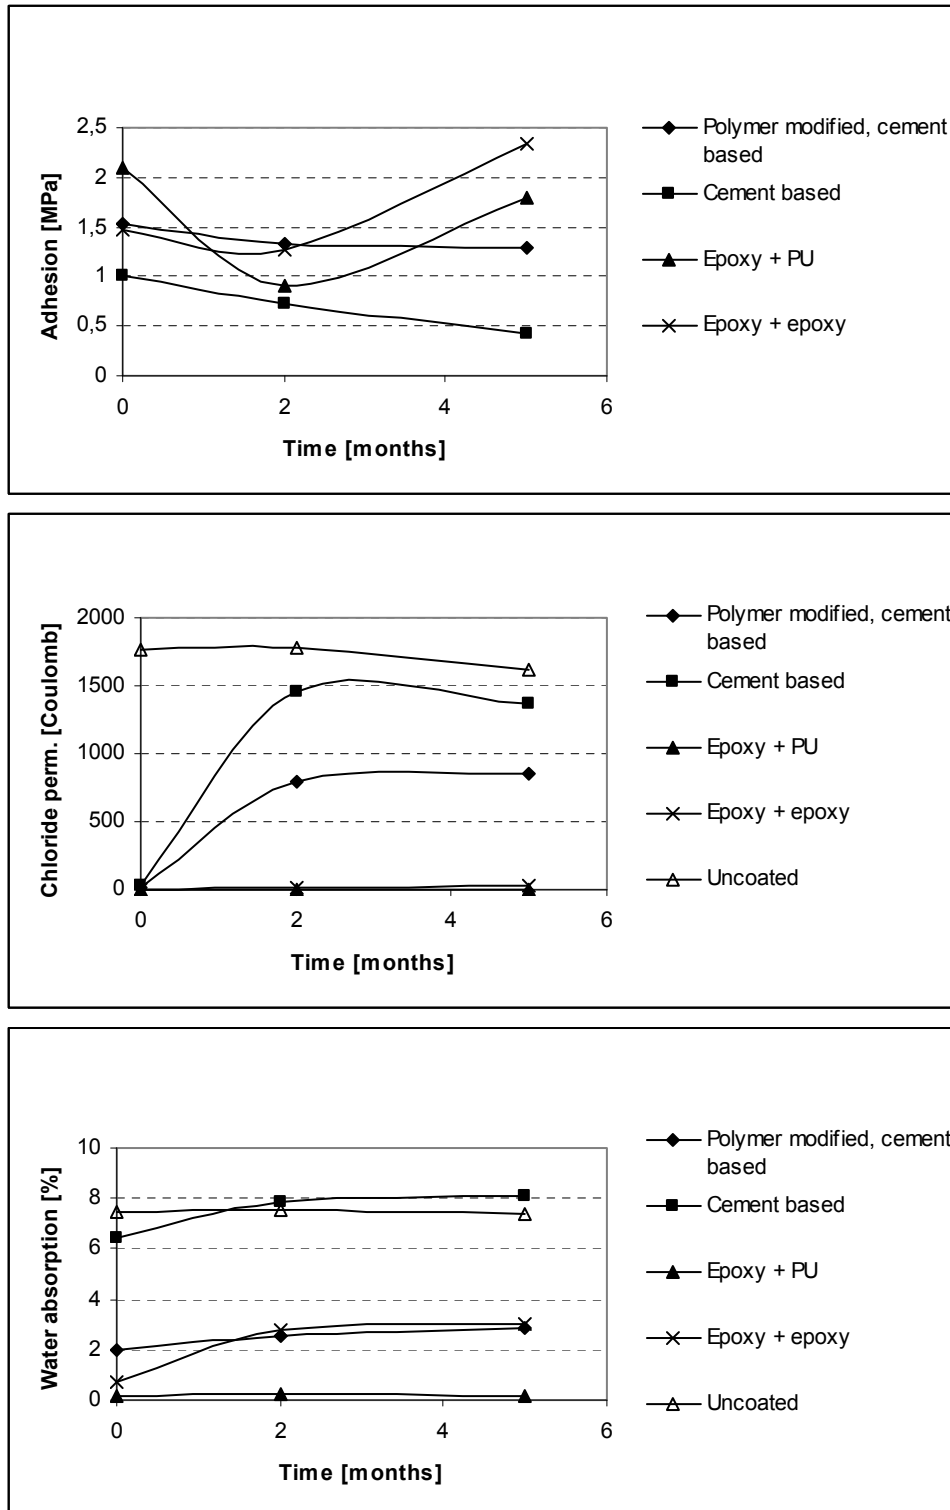 2,5
2
1,5
1
0,5
0
Adhesion [MPa]
0 2 4 6
Time [months]
Polymer modified, cement
based
Cement based
Epoxy + PU
Epoxy + epoxy
2000
1500
1000
500
0
Chloride perm. [Coulomb]
0 2 4 6
Time [months]
Polymer modified, cement
based
Cement based
Epoxy + PU
Epoxy + epoxy
Uncoated
10
8
6
4
2
0
Water absorption [%]
0 2 4 6
Time [months]
Polymer modified, cement
based
Cement based
Epoxy + PU
Epoxy + epoxy
Uncoated